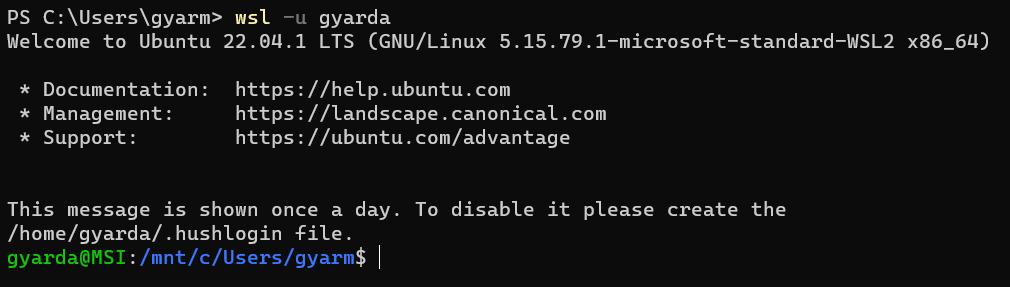 PS C:\Users\gyarm> wsl -u gyarda
Welcome to Ubuntu 22.04.1 LTS (GNU/Linux 5.15.79.1-microsoft-standard-WSL2 x86_64)
* Documentation:  https://help.ubuntu.com
* Management:     https://landscape.canonical.com
* Support:        https://ubuntu.com/advantage
This message is shown once a day. To disable it please create the
/home/gyarda/.hushlogin file.
gyarda@MSI:/mnt/c/Users/gyarm$